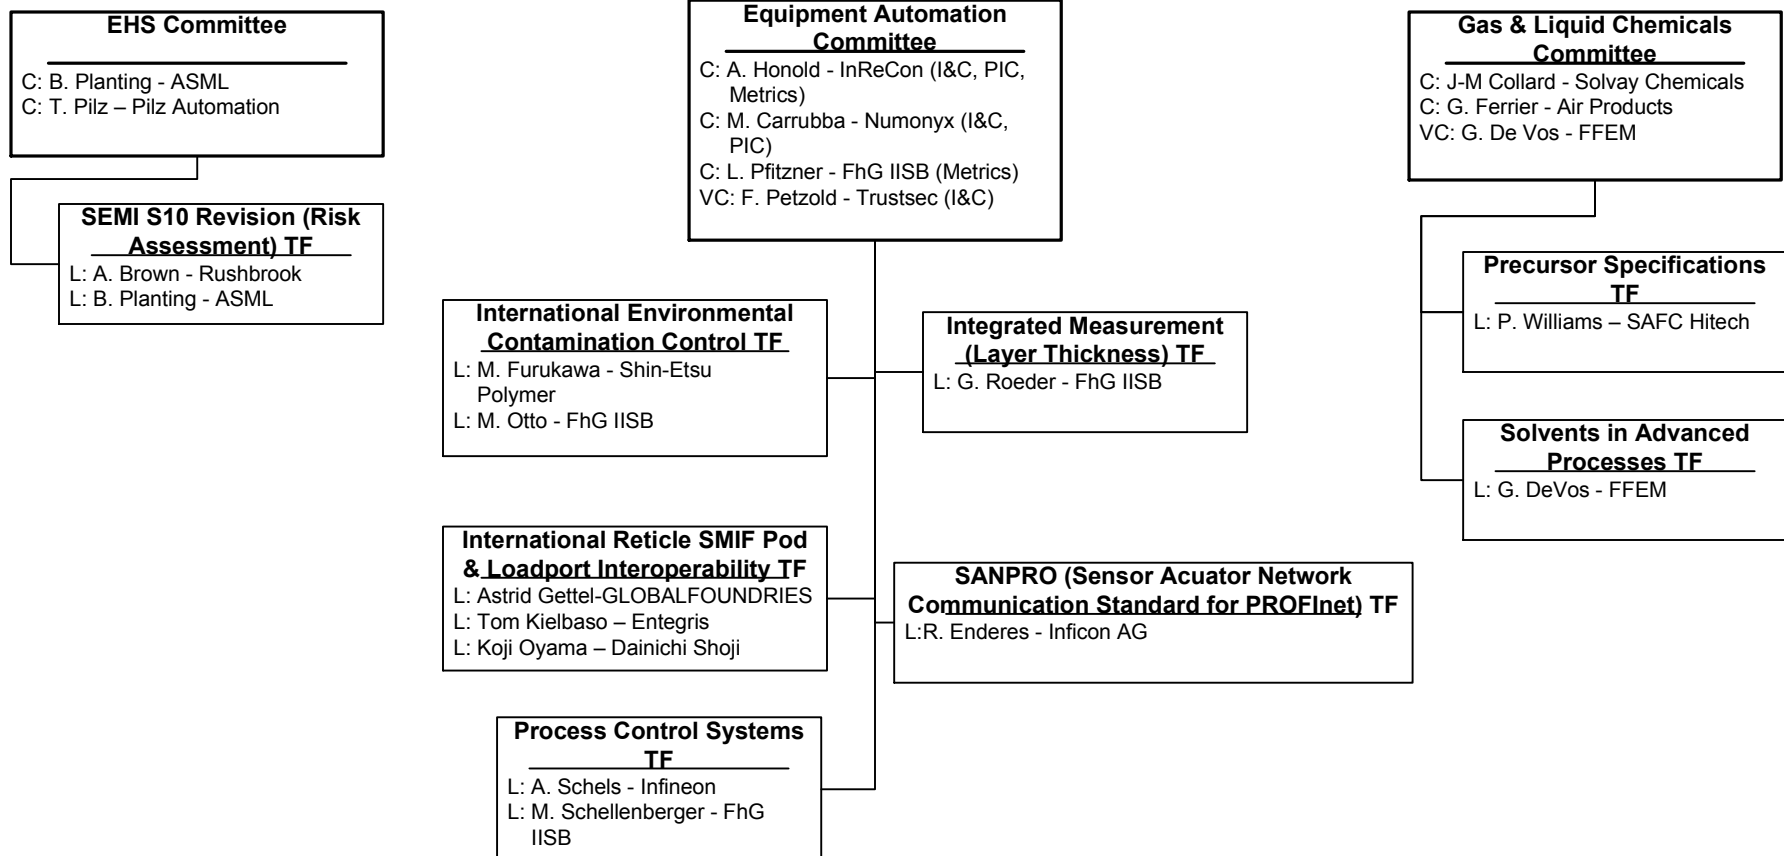 EHS Committee
C: B. Planting - ASML
C: T. Pilz – Pilz Automation
SEMI S10 Revision (Risk
Assessment) TF
L: A. Brown - Rushbrook
L: B. Planting - ASML
Equipment Automation
Committee
C: A. Honold - InReCon (I&C, PIC,
Metrics)
C: M. Carrubba - Numonyx (I&C,
PIC)
C: L. Pfitzner - FhG IISB (Metrics)
VC: F. Petzold - Trustsec (I&C)
International Environmental
Contamination Control TF
L: M. Furukawa - Shin-Etsu
Polymer
L: M. Otto - FhG IISB
Integrated Measurement
(Layer Thickness) TF
L: G. Roeder - FhG IISB
International Reticle SMIF Pod
& Loadport Interoperability TF
L: Astrid Gettel-GLOBALFOUNDRIES
L: Tom Kielbaso – Entegris
L: Koji Oyama – Dainichi Shoji
SANPRO (Sensor Acuator Network
Communication Standard for PROFInet) TF
L:R. Enderes - Inficon AG
Process Control Systems
TF
L: A. Schels - Infineon
L: M. Schellenberger - FhG
IISB
Gas & Liquid Chemicals
Committee
C: J-M Collard - Solvay Chemicals
C: G. Ferrier - Air Products
VC: G. De Vos - FFEM
Precursor Specifications
TF
L: P. Williams – SAFC Hitech
Solvents in Advanced
Processes TF
L: G. DeVos - FFEM